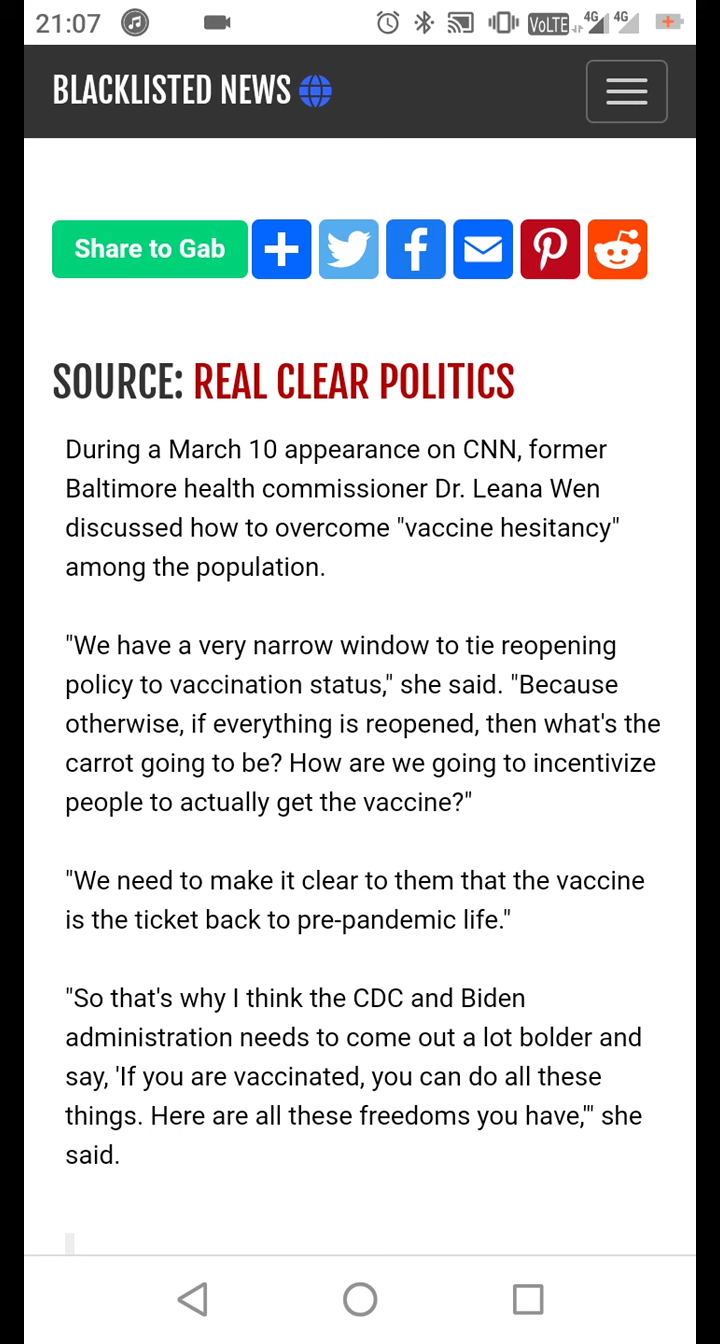 21:07 VoLTE 4G 4G
BLACKLISTED NEWS
Share to Gab
SOURCE: REAL CLEAR POLITICS
During a March 10 appearance on CNN, former
Baltimore health commissioner Dr. Leana Wen
discussed how to overcome "vaccine hesitancy"
among the population.
"We have a very narrow window to tie reopening
policy to vaccination status," she said. "Because
otherwise, if everything is reopened, then what's the
carrot going to be? How are we going to incentivize
people to actually get the vaccine?"
"We need to make it clear to them that the vaccine
is the ticket back to pre-pandemic life."
"So that's why I think the CDC and Biden
administration needs to come out a lot bolder and
say, 'If you are vaccinated, you can do all these
things. Here are all these freedoms you have,'" she
said.